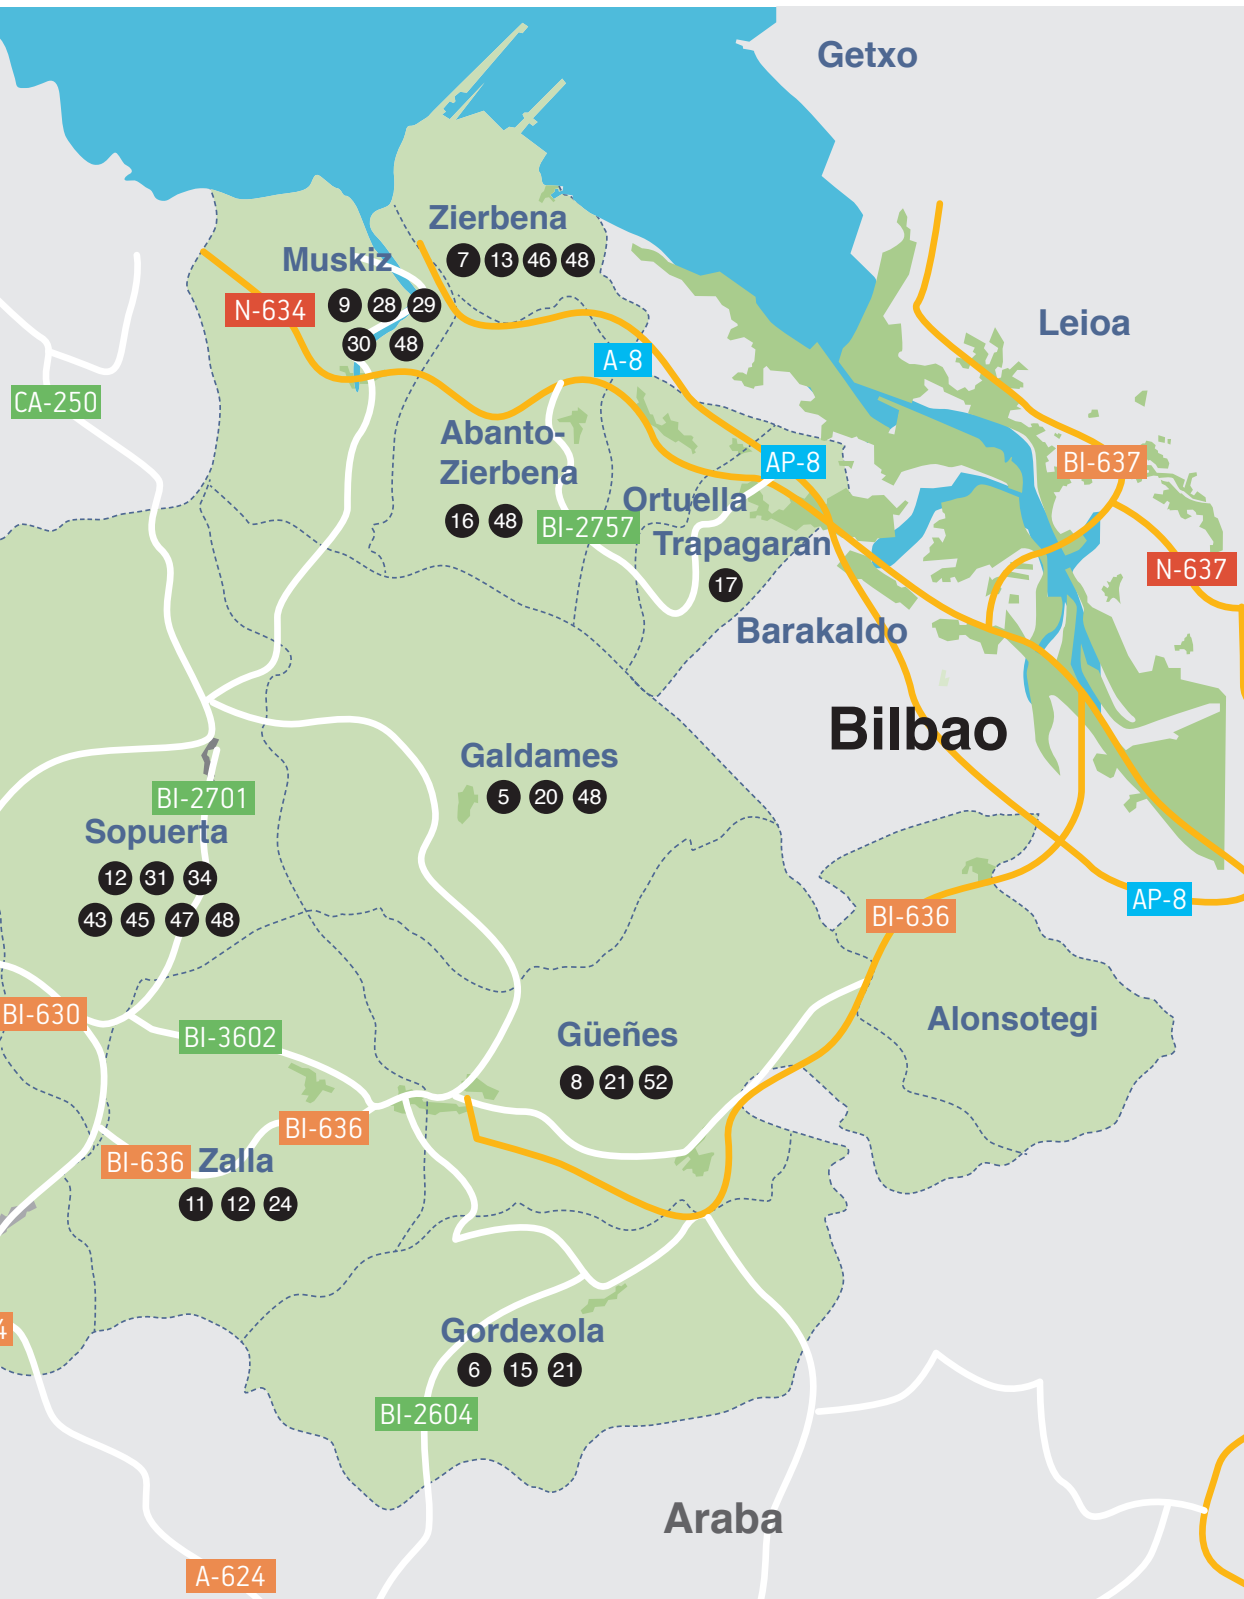 Getxo
Zierbena
7 13 46 48
Muskiz
N-634
9 28 29
30 48
Leioa
A-8
CA-250
Abanto-
Zierbena
16 48
AP-8
BI-637
Ortuella
BI-2757
Trapagaran
17
N-637
Barakaldo
Bilbao
Galdames
5 20 48
BI-2701
Sopuerta
12 31 34
43 45 47 48
AP-8
BI-636
BI-630
BI-3602
Güeñes
8 21 52
Alonsotegi
BI-636
BI-636
Zalla
11 12 24
4
Gordexola
6 15 21
BI-2604
Araba
A-624